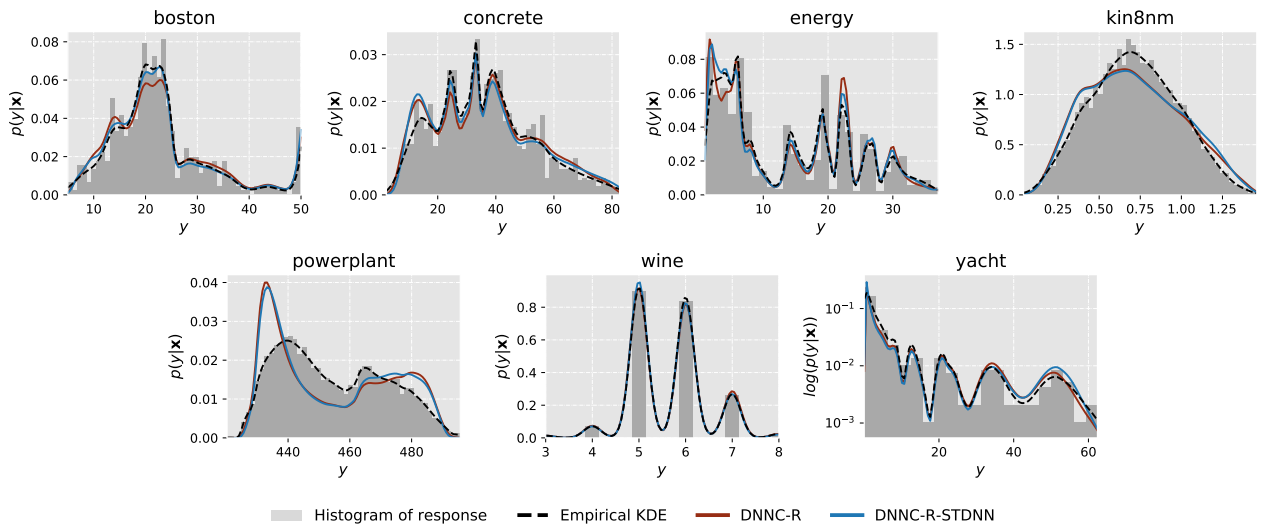 boston
concrete
energy
kin8nm
0.08
0.06
0.04
0.02
0.00
p(y|x)
10 20 30 40 50
y
0.03
0.02
0.01
0.00
p(y|x)
20 40 60 80
y
0.08
0.06
0.04
0.02
0.00
p(y|x)
10 20 30
y
1.5
1.0
0.5
0.0
p(y|x)
0.25 0.50 0.75 1.00 1.25
y
powerplant
wine
yacht
0.04
0.03
0.02
0.01
0.00
p(y|x)
440 460 480
y
0.8
0.6
0.4
0.2
0.0
p(y|x)
3 4 5 6 7 8
y
10⁻¹
10⁻²
10⁻³
log(p(y|x))
20 40 60
y
Histogram of response Empirical KDE DNNC-R DNNC-R-STDNN